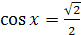 cos x = √2/2